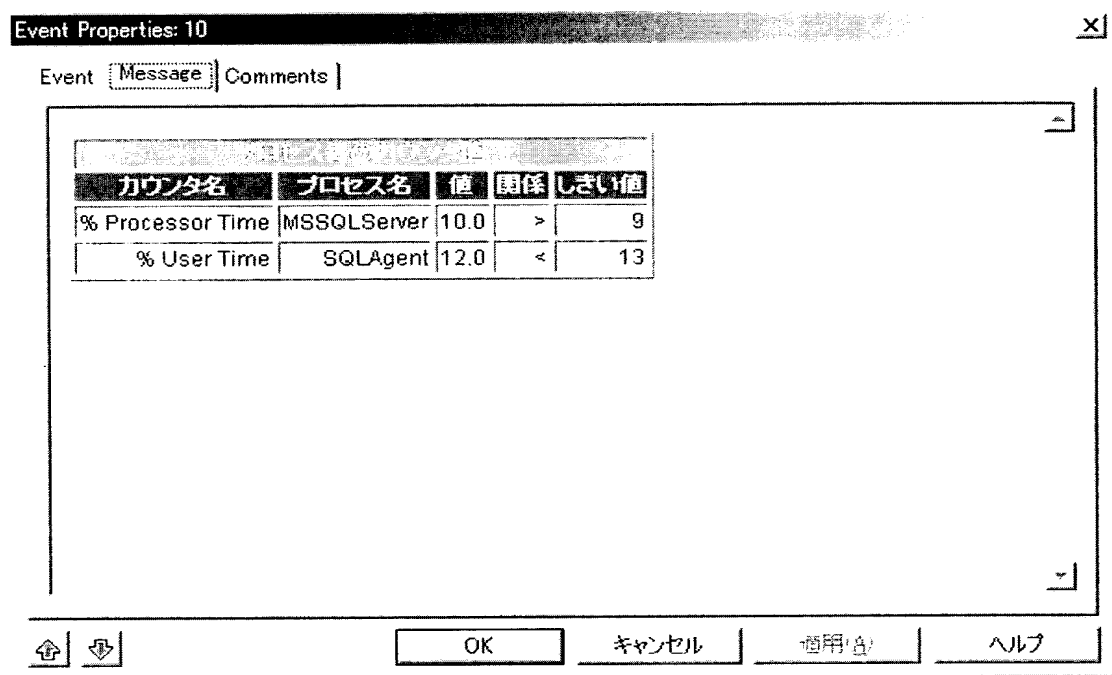 Event Properties: 10
Event Message Comments
カウンタ名 プロセス名 値 関係 しきい値
% Processor Time MSSQLServer 10.0 > 9
% User Time SQLAgent 12.0 < 13
OK キャンセル 適用(A) ヘルプ